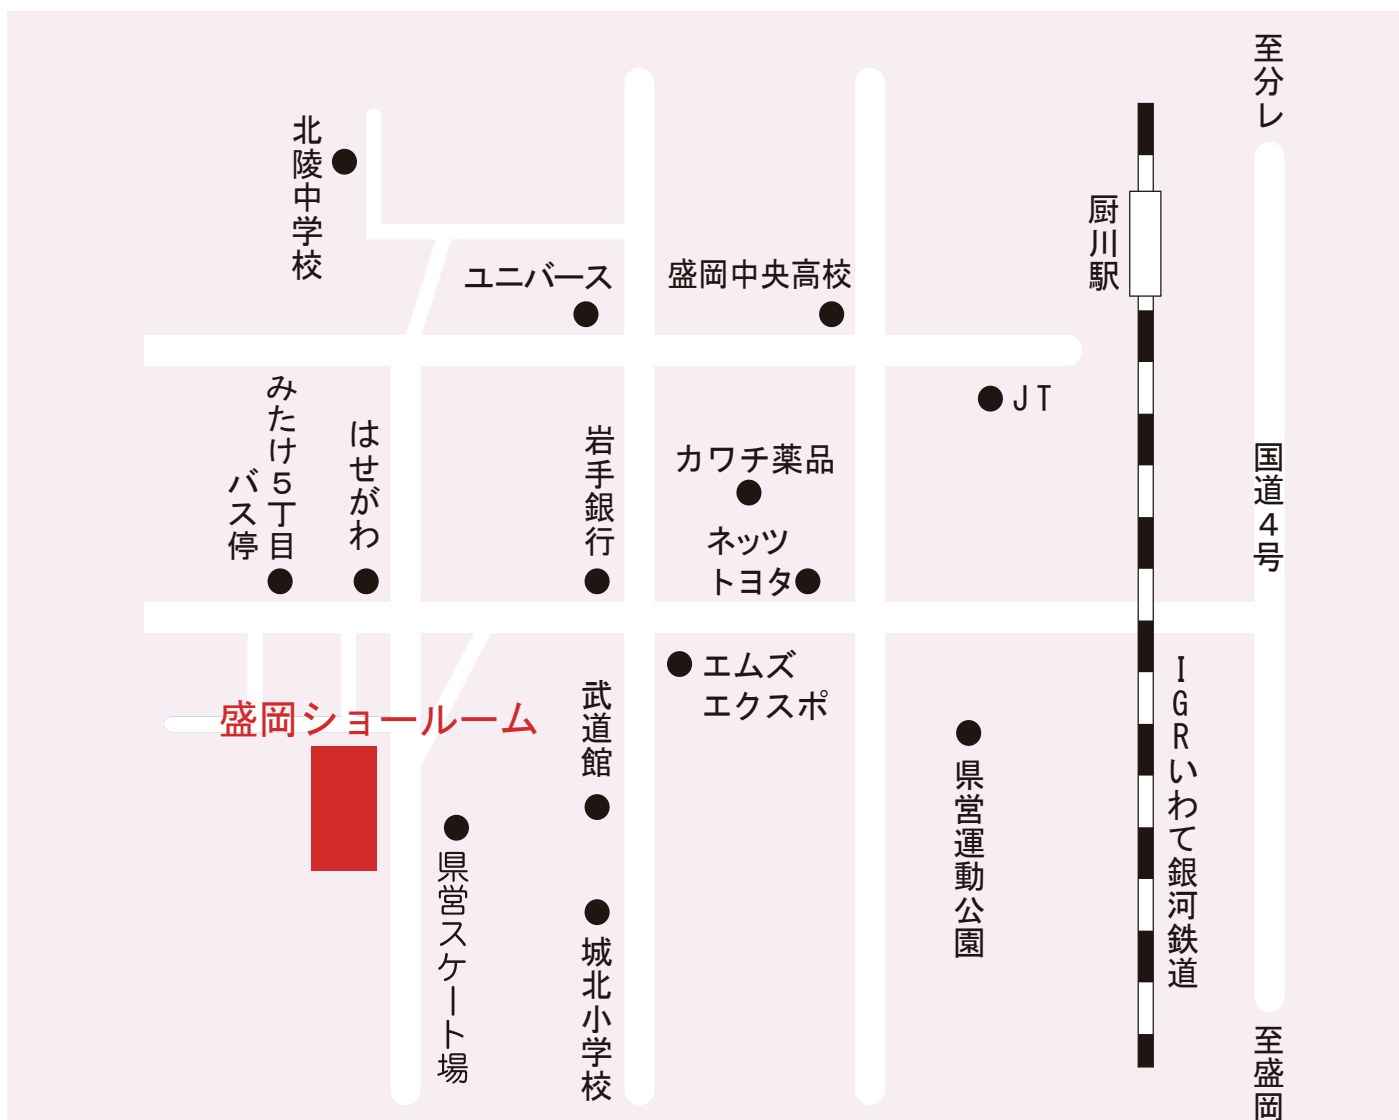 至分レ
北陵中学校
厨川駅
ユニバース
盛岡中央高校
JT
みたけ5丁目
バス停
はせがわ
岩手銀行
カワチ薬品
ネッツ
トヨタ
国道4号
エムズ
エクスポ
IGRいわて銀河鉄道
武道館
盛岡ショールーム
県営運動公園
県営スケート場
城北小学校
至盛岡